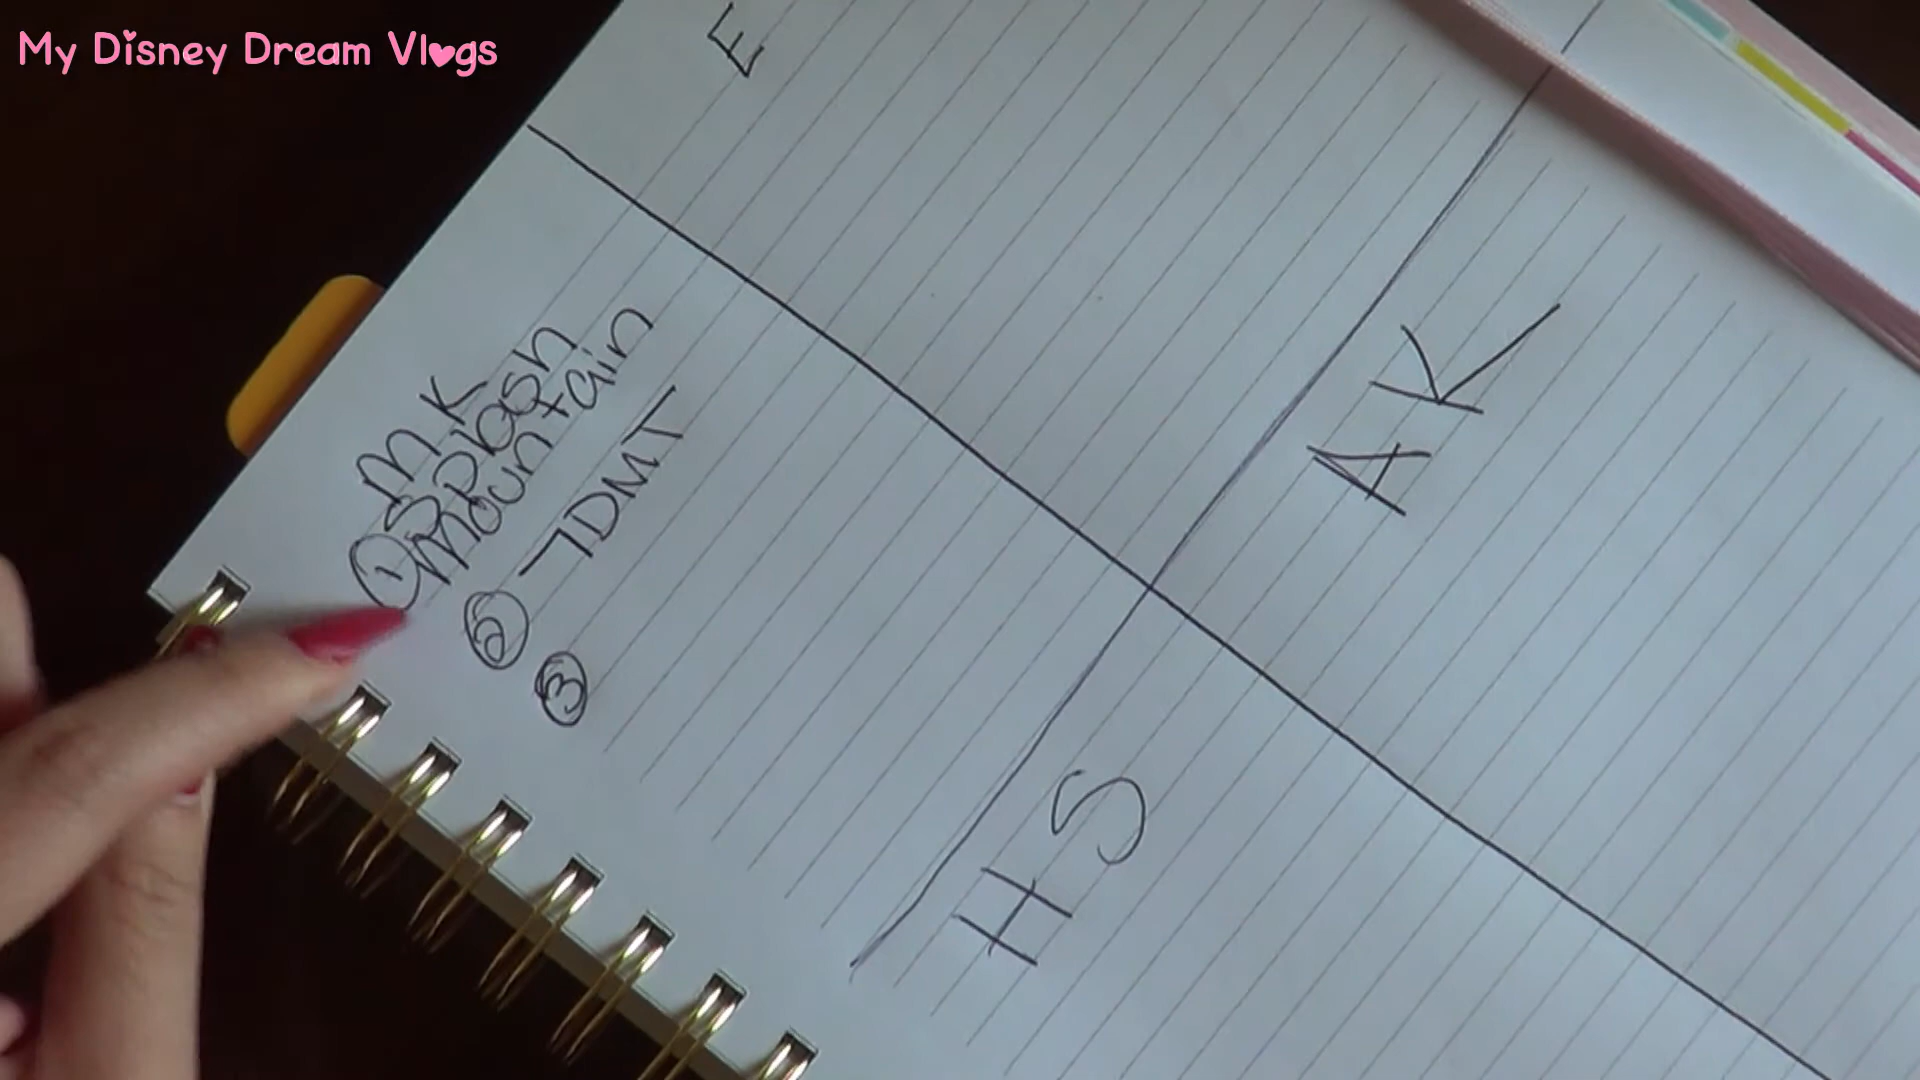 My Disney Dream Vlogs
E
MK
① Splash
Mountain
② 7DMT
③
AK
HS